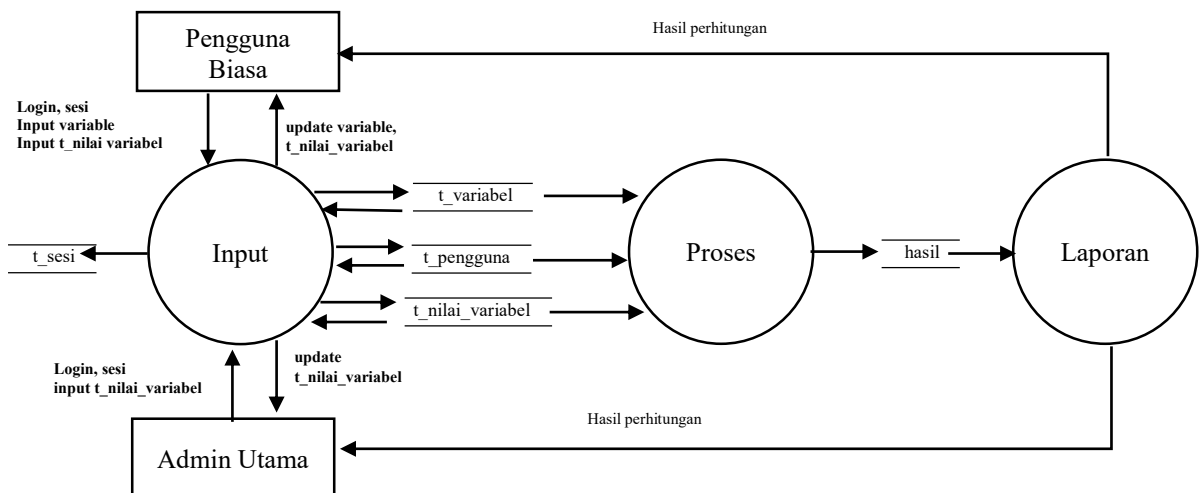 Pengguna
Biasa
Hasil perhitungan
Login, sesi
Input variable
Input t_nilai variabel
update variable,
t_nilai_variabel
t_variabel
t_sesi
Input
t_pengguna
Proses
hasil
Laporan
t_nilai_variabel
Login, sesi
input t_nilai_variabel
update
t_nilai_variabel
Hasil perhitungan
Admin Utama